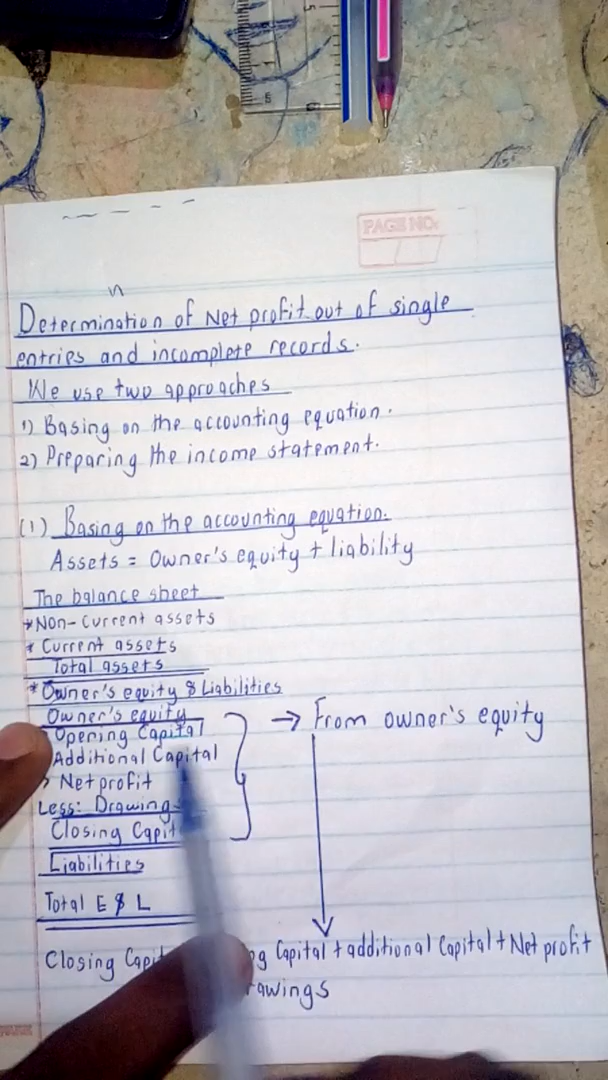 PAGE NO:
Determination of Net profit out of single
entries and incomplete records.
We use two approaches
1) Basing on the accounting equation.
2) Preparing the income statement.
(1) Basing on the accounting equation.
Assets = Owner's equity + liability
The balance sheet
* Non-current assets
* Current assets
Total assets
* Owner's equity & Liabilities
Owner's equity → From owner's equity
Opening Capital
Additional Capital
Net profit
Less: Drawing
Closing
Liabilities
Total E & L
Closing Capital + additional Capital + Net profit